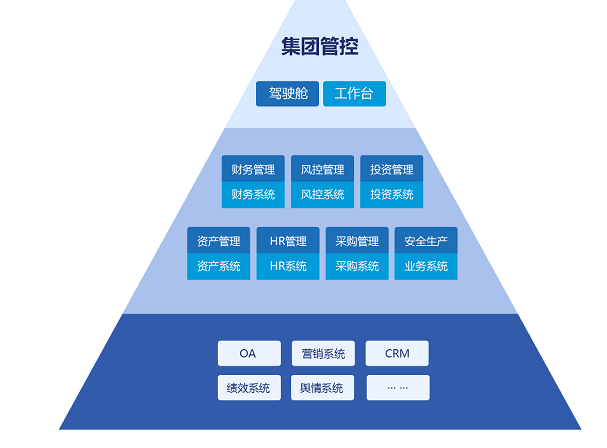 集团管控
驾驶舱 工作台
财务管理 风控管理 投资管理
财务系统 风控系统 投资系统
资产管理 HR管理 采购管理 安全生产
资产系统 HR系统 采购系统 业务系统
OA 营销系统 CRM
绩效系统 舆情系统 ... ...